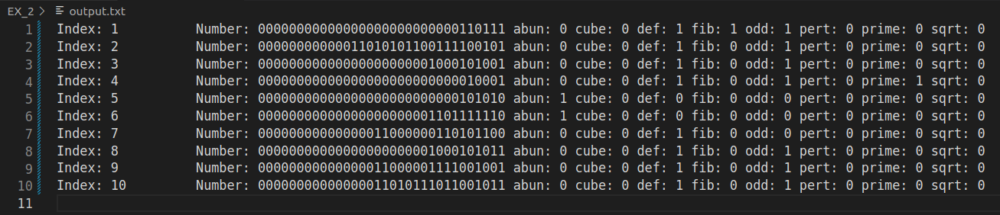 EX_2 > output.txt
1 Index: 1 Number: 00000000000000000000000000110111 abun: 0 cube: 0 def: 1 fib: 1 odd: 1 pert: 0 prime: 0 sqrt: 0
2 Index: 2 Number: 00000000000011010101100111100101 abun: 0 cube: 0 def: 1 fib: 0 odd: 1 pert: 0 prime: 0 sqrt: 0
3 Index: 3 Number: 00000000000000000000001000101001 abun: 0 cube: 0 def: 1 fib: 0 odd: 1 pert: 0 prime: 0 sqrt: 0
4 Index: 4 Number: 00000000000000000000000000010001 abun: 0 cube: 0 def: 1 fib: 0 odd: 1 pert: 0 prime: 1 sqrt: 0
5 Index: 5 Number: 00000000000000000000000000101010 abun: 1 cube: 0 def: 0 fib: 0 odd: 0 pert: 0 prime: 0 sqrt: 0
6 Index: 6 Number: 00000000000000000000001101111110 abun: 1 cube: 0 def: 0 fib: 0 odd: 0 pert: 0 prime: 0 sqrt: 0
7 Index: 7 Number: 00000000000000011000000110101100 abun: 0 cube: 0 def: 1 fib: 0 odd: 0 pert: 0 prime: 0 sqrt: 0
8 Index: 8 Number: 00000000000000000000001000101011 abun: 0 cube: 0 def: 1 fib: 0 odd: 1 pert: 0 prime: 0 sqrt: 0
9 Index: 9 Number: 00000000000000011000001111001001 abun: 0 cube: 0 def: 1 fib: 0 odd: 1 pert: 0 prime: 0 sqrt: 0
10 Index: 10 Number: 00000000000000011010111011001011 abun: 0 cube: 0 def: 1 fib: 0 odd: 1 pert: 0 prime: 0 sqrt: 0
11